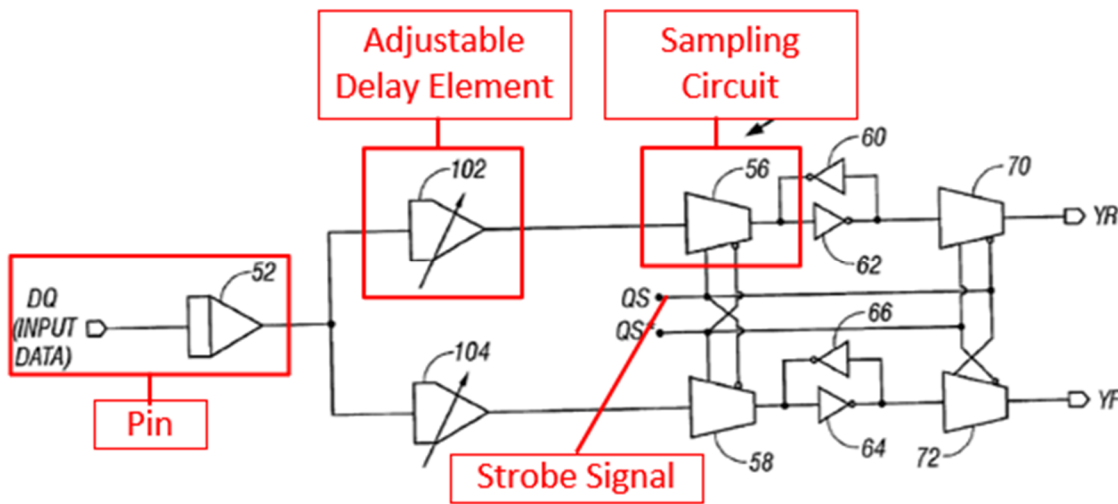 Adjustable
Delay Element
Sampling
Circuit
102
56
60
70
YR
62
52
DQ
(INPUT
DATA)
QS
QS*
66
104
YF
58
64
72
Pin
Strobe Signal